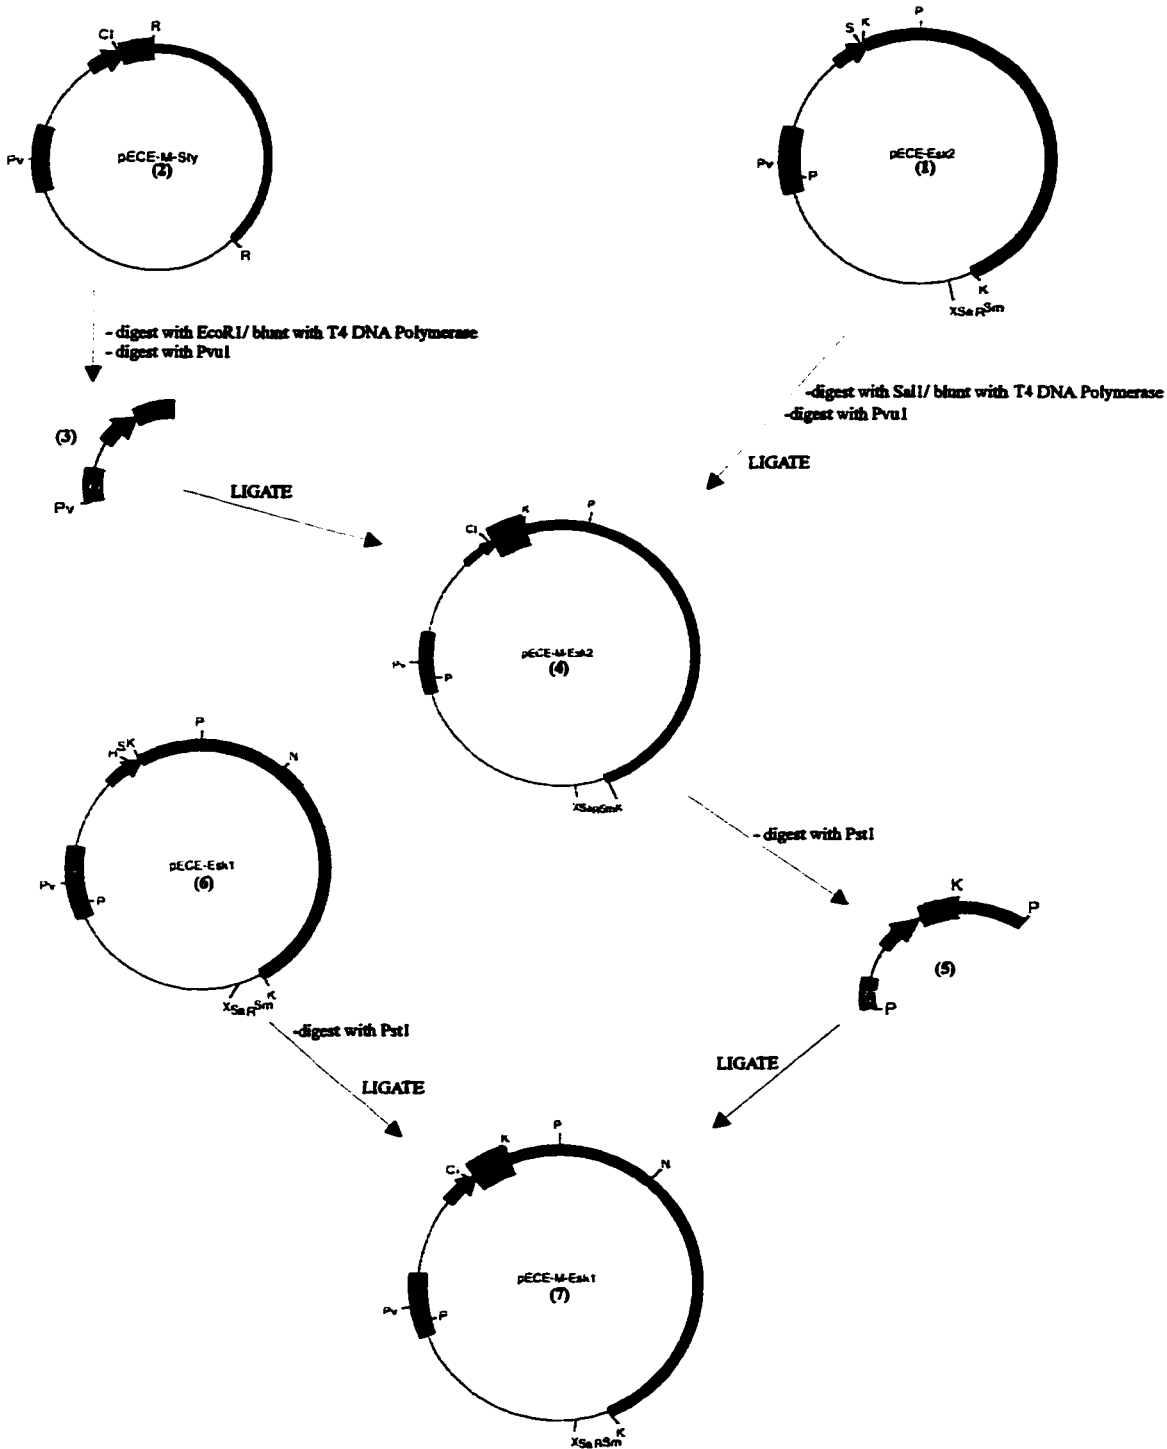 Cl
R
Pv
pECE-M-Sty
(2)
R
S K
P
Pv
P
pECE-Esk2
(1)
K
XSaRSm
- digest with EcoR1/ blunt with T4 DNA Polymerase
- digest with Pvu1
-digest with Sal1/ blunt with T4 DNA Polymerase
-digest with Pvu1
(3)
Pv
LIGATE
LIGATE
Cl
K
P
Pv
P
pECE-M-Esk2
(4)
XSaRSmK
H S K
P
N
Pv
P
pECE-Esk1
(6)
XSaRSm K
- digest with Pst1
K
P
(5)
P
-digest with Pst1
LIGATE
LIGATE
Cl
K
P
N
Pv
P
pECE-M-Esk1
(7)
XSaRSm K